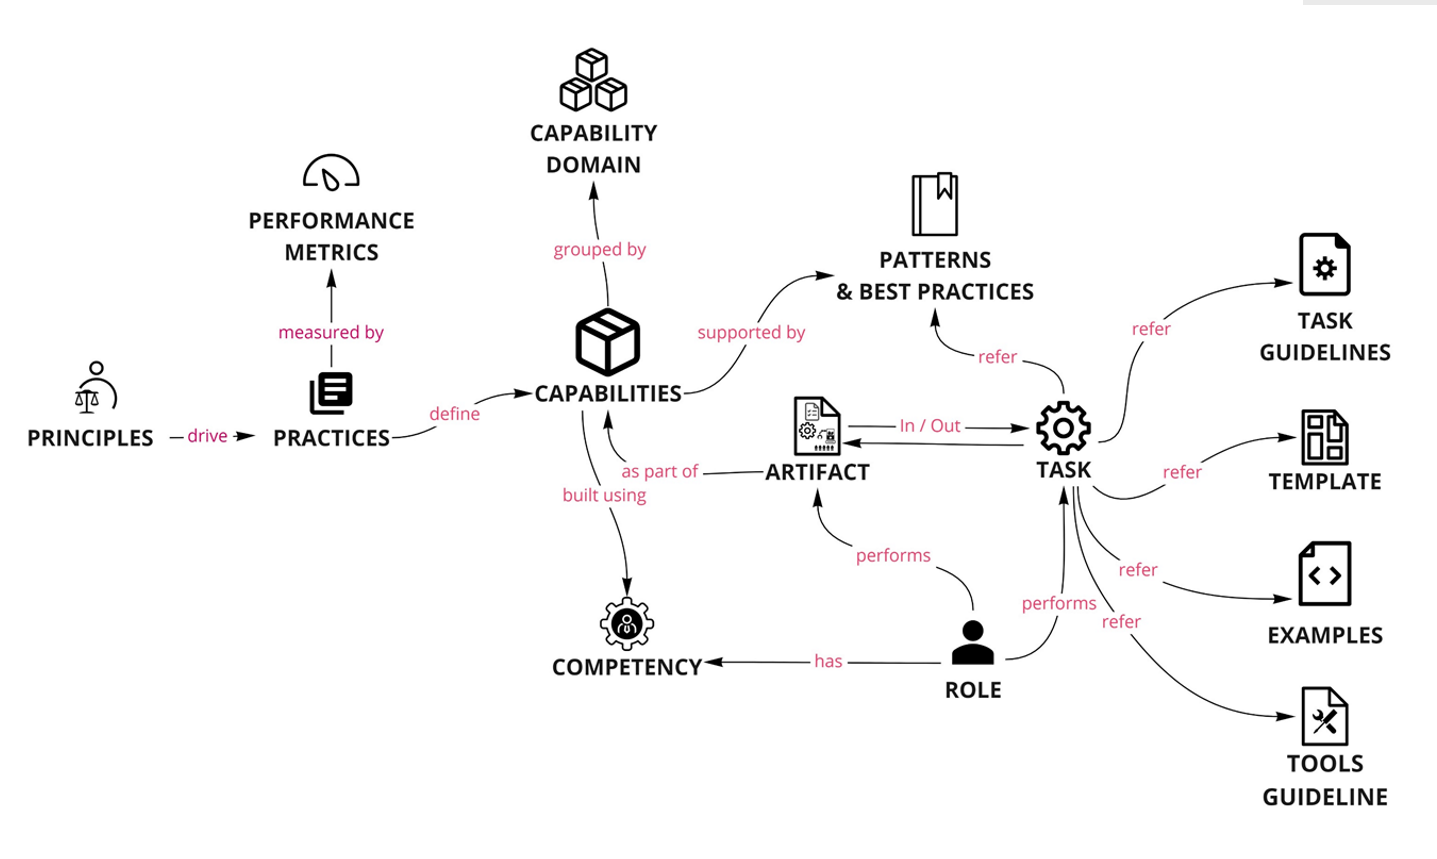 CAPABILITY
DOMAIN
PERFORMANCE
METRICS
grouped by
PATTERNS
& BEST PRACTICES
TASK
GUIDELINES
measured by
supported by
refer
refer
PRINCIPLES
drive
PRACTICES
define
CAPABILITIES
as part of
built using
ARTIFACT
In / Out
TASK
refer
TEMPLATE
performs
performs
refer
refer
EXAMPLES
COMPETENCY
has
ROLE
TOOLS
GUIDELINE